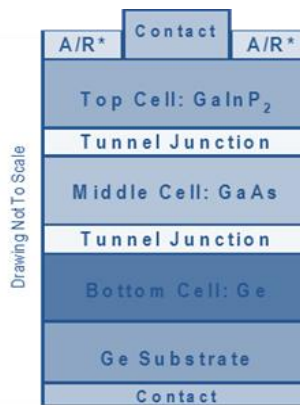 Contact
A/R*
A/R*
Top Cell: GaInP₂
Tunnel Junction
Middle Cell: GaAs
Tunnel Junction
Bottom Cell: Ge
Ge Substrate
Contact
Drawing Not To Scale